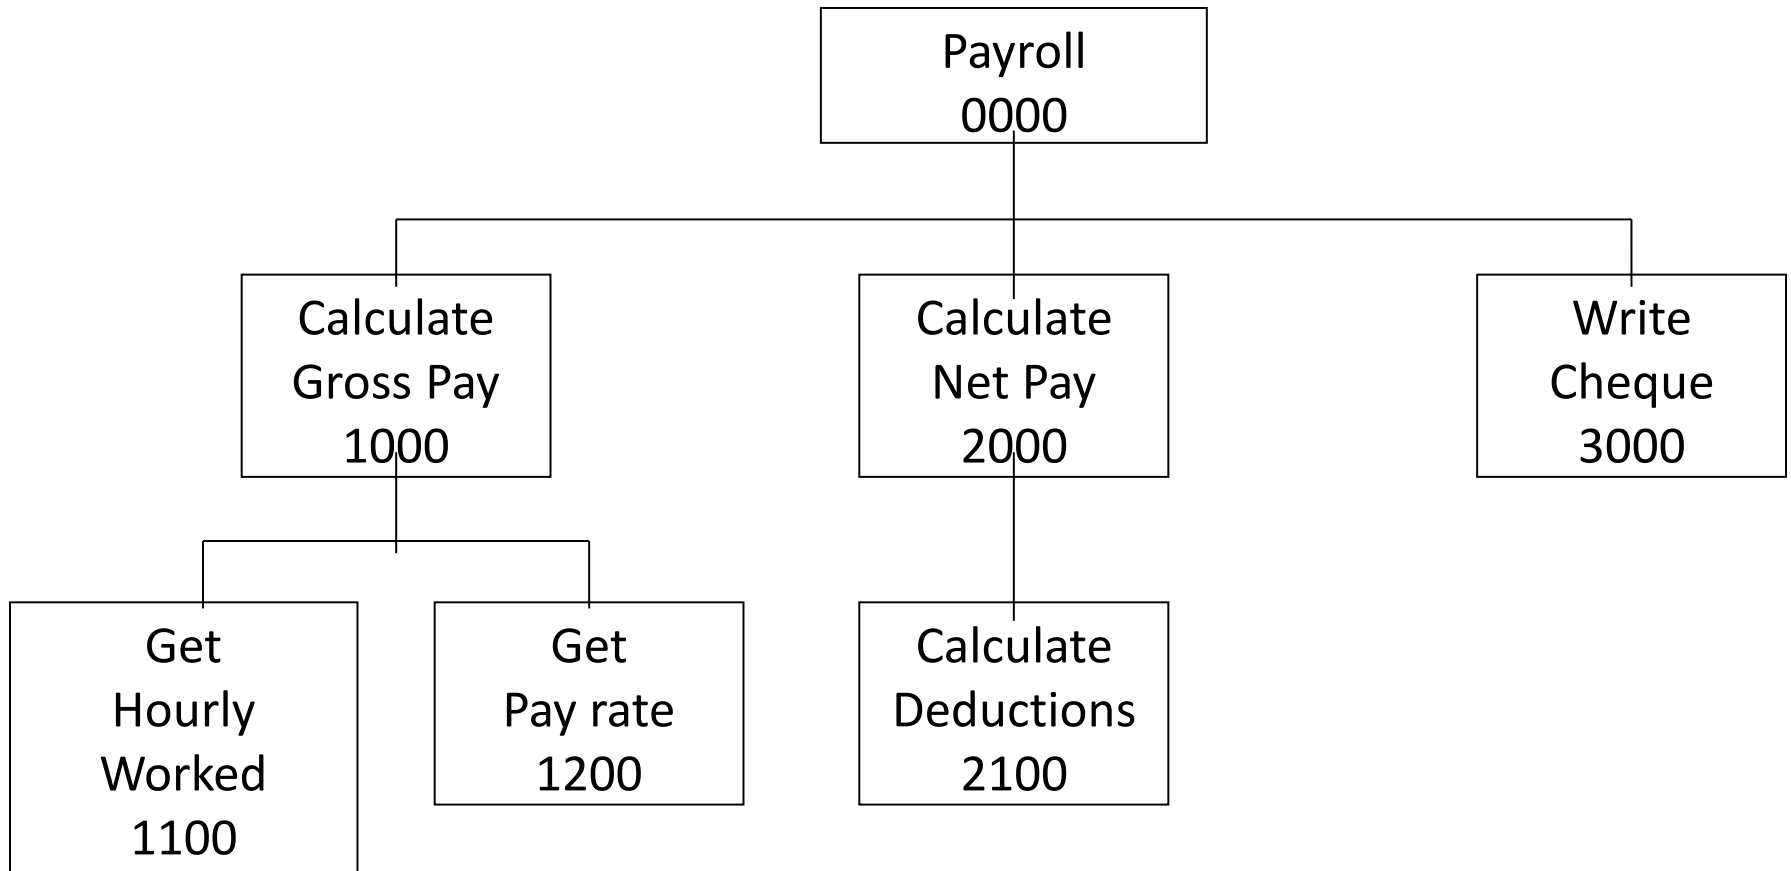 Payroll
0000
Calculate
Gross Pay
1000
Calculate
Net Pay
2000
Write
Cheque
3000
Get
Hourly
Worked
1100
Get
Pay rate
1200
Calculate
Deductions
2100